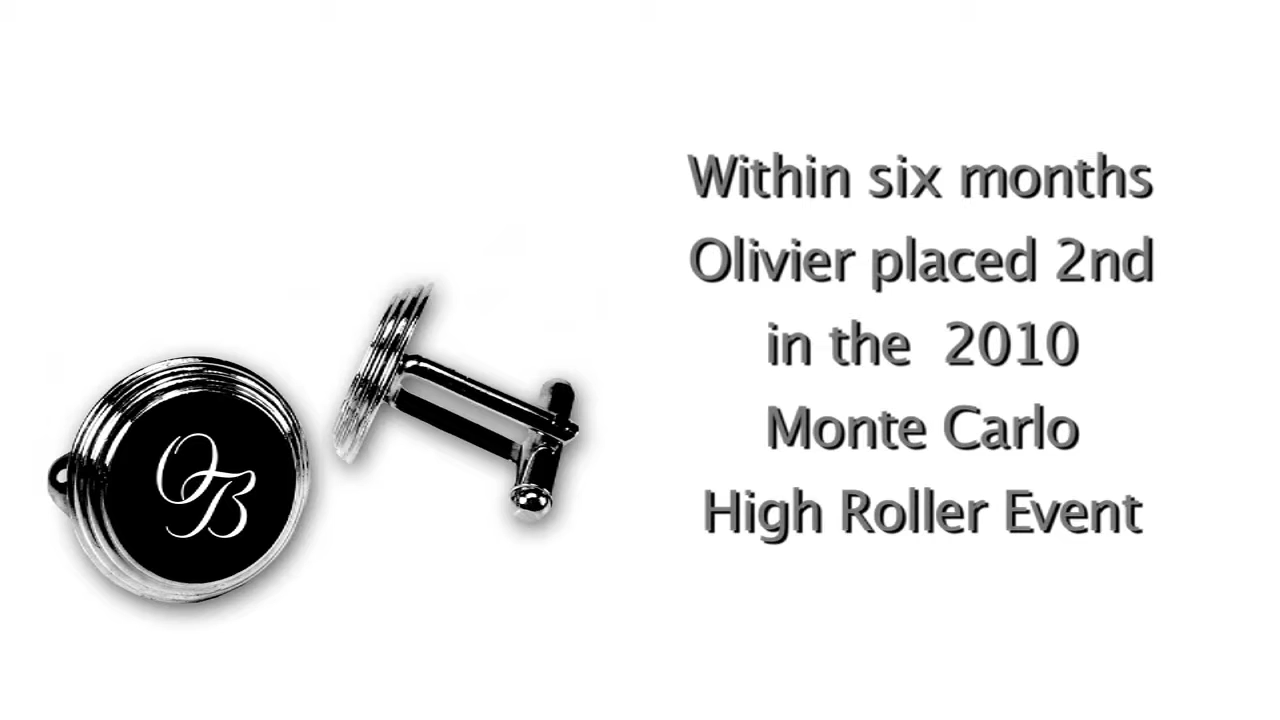 OB
Within six months
Olivier placed 2nd
in the 2010
Monte Carlo
High Roller Event